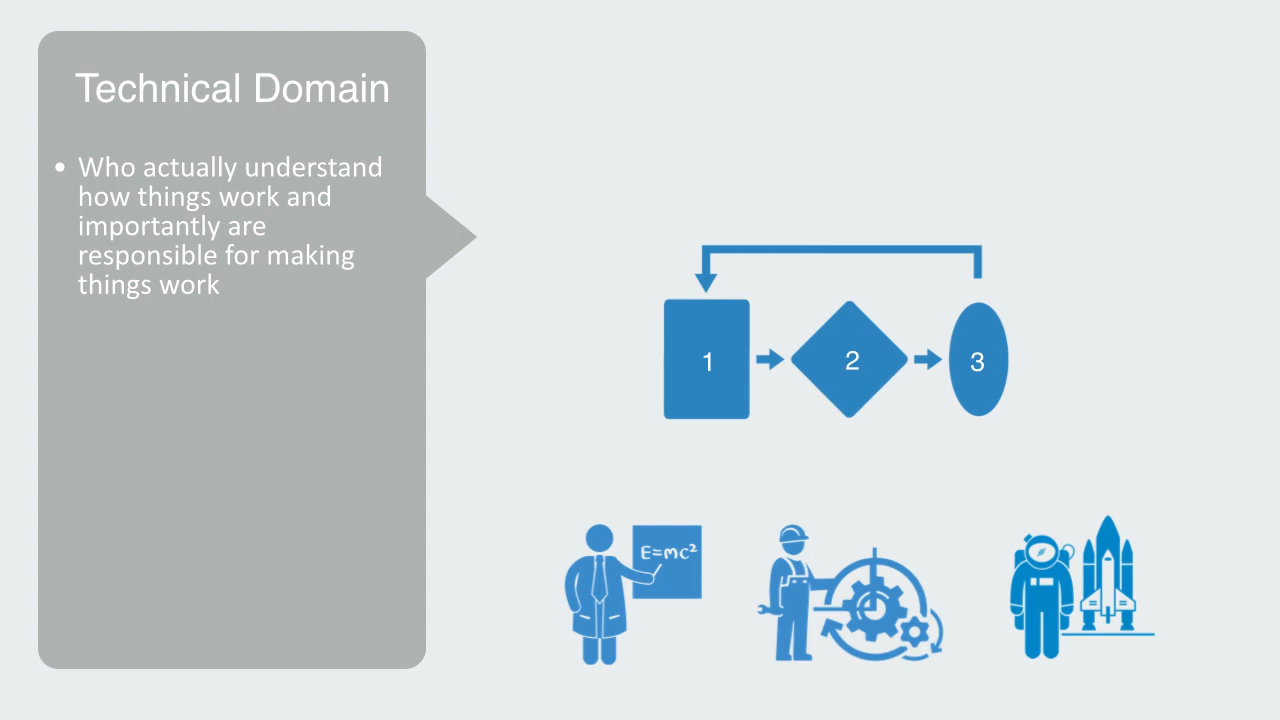 Technical Domain
• Who actually understand
how things work and
importantly are
responsible for making
things work
1
2
3
E=mc²